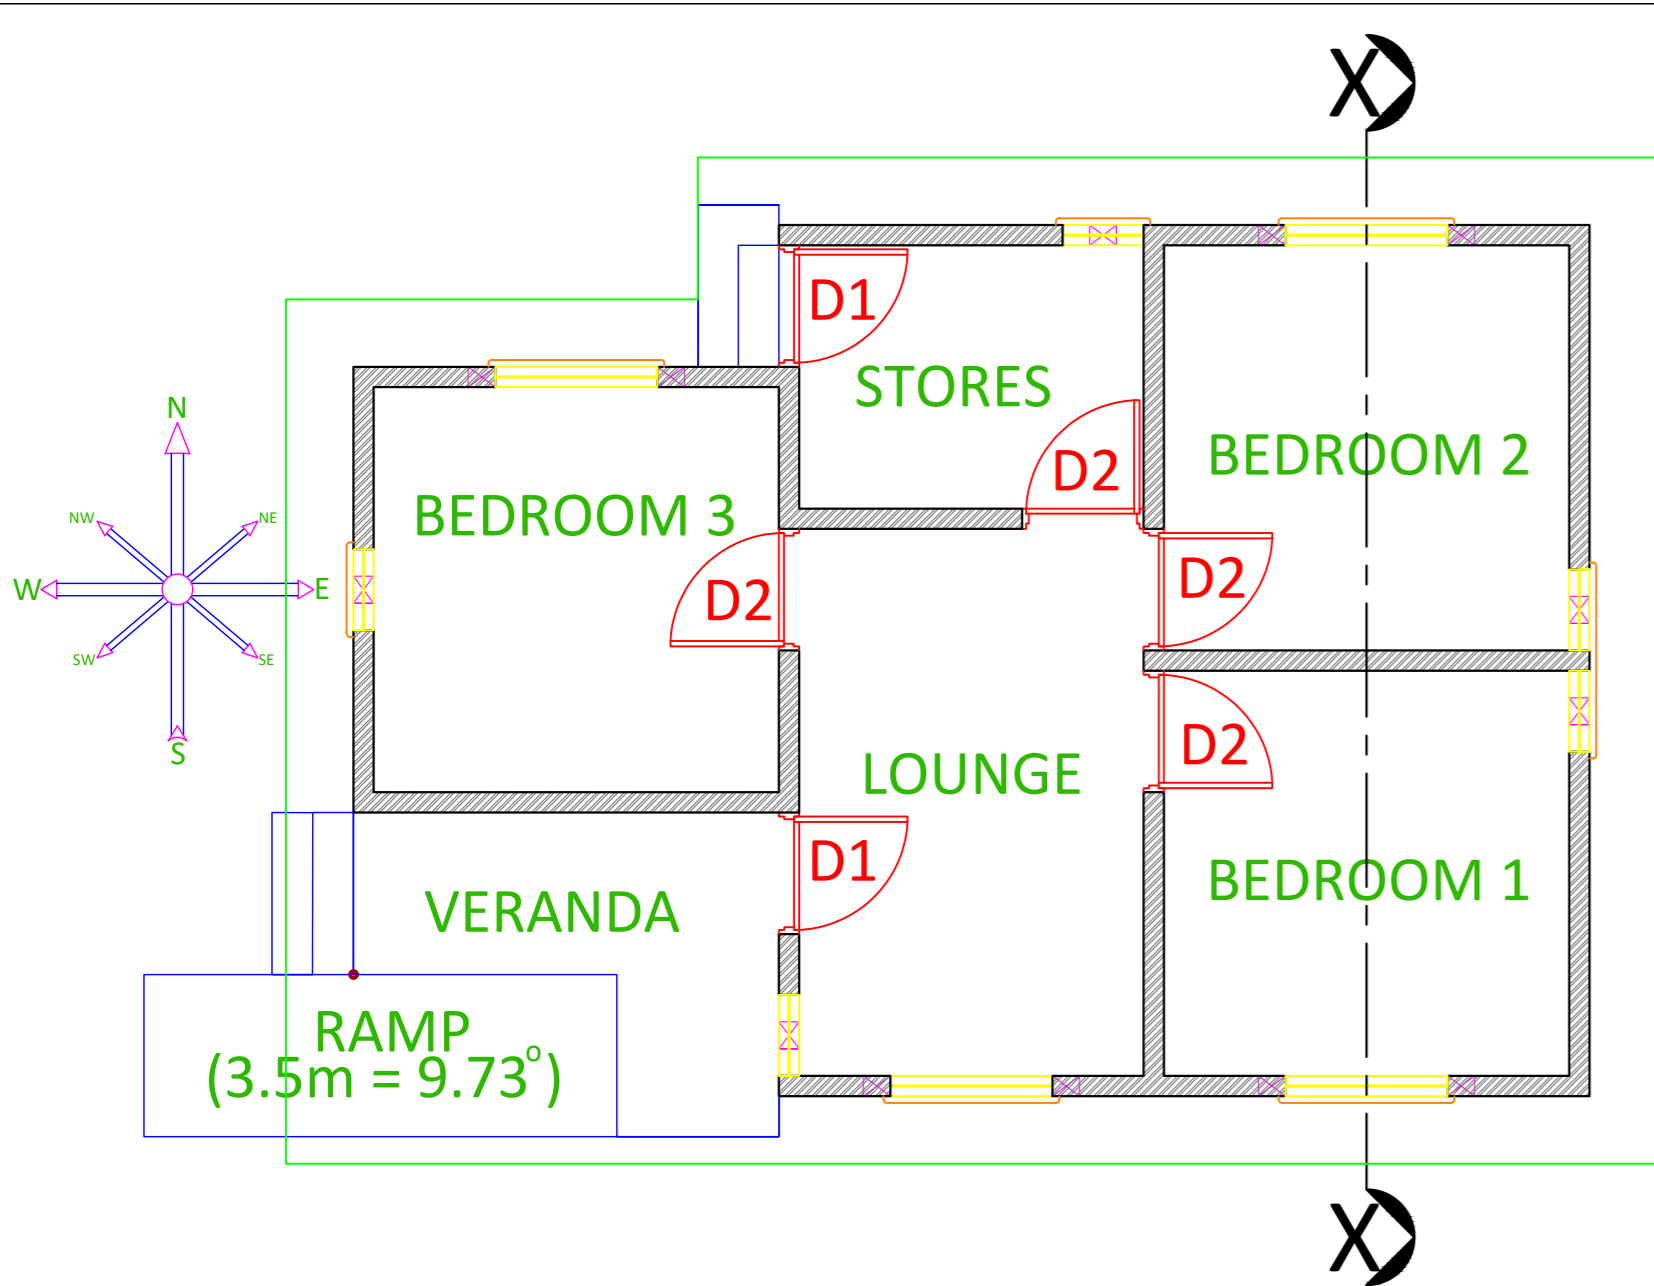 X
D1
STORES
BEDROOM 2
N
D2
BEDROOM 3
NW
NE
D2
D2
W
E
SW
SE
S
D2
LOUNGE
D1
BEDROOM 1
VERANDA
RAMP
(3.5m = 9.73°)
X